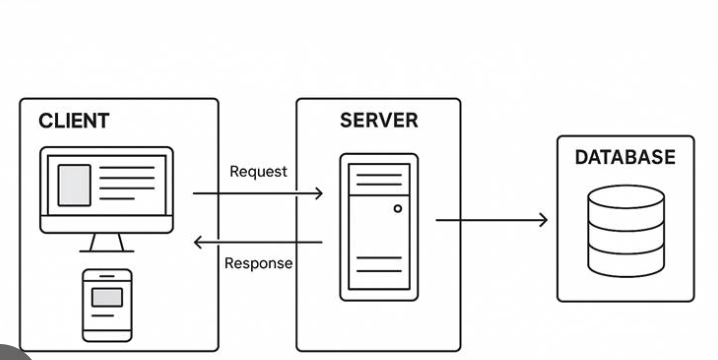 CLIENT
SERVER
DATABASE
Request
Response